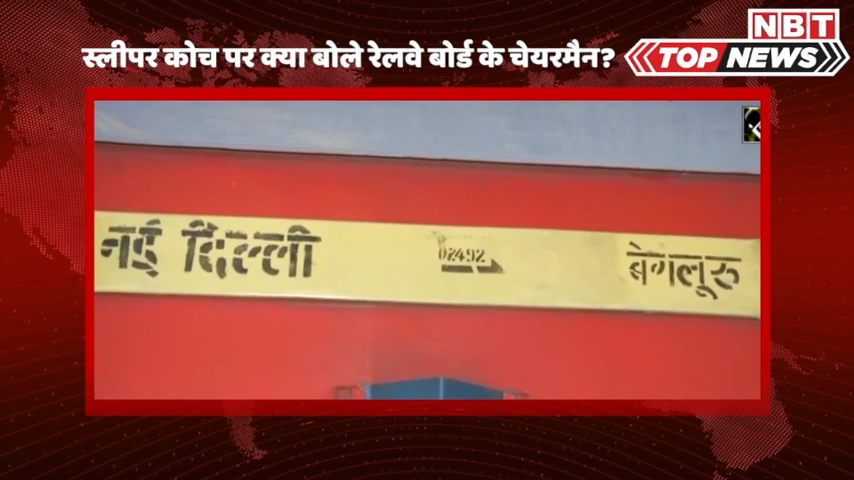 स्लीपर कोच पर क्या बोले रेलवे बोर्ड के चेयरमैन?
NBT
TOP NEWS
नई दिल्ली 02492 बेंगलूरु